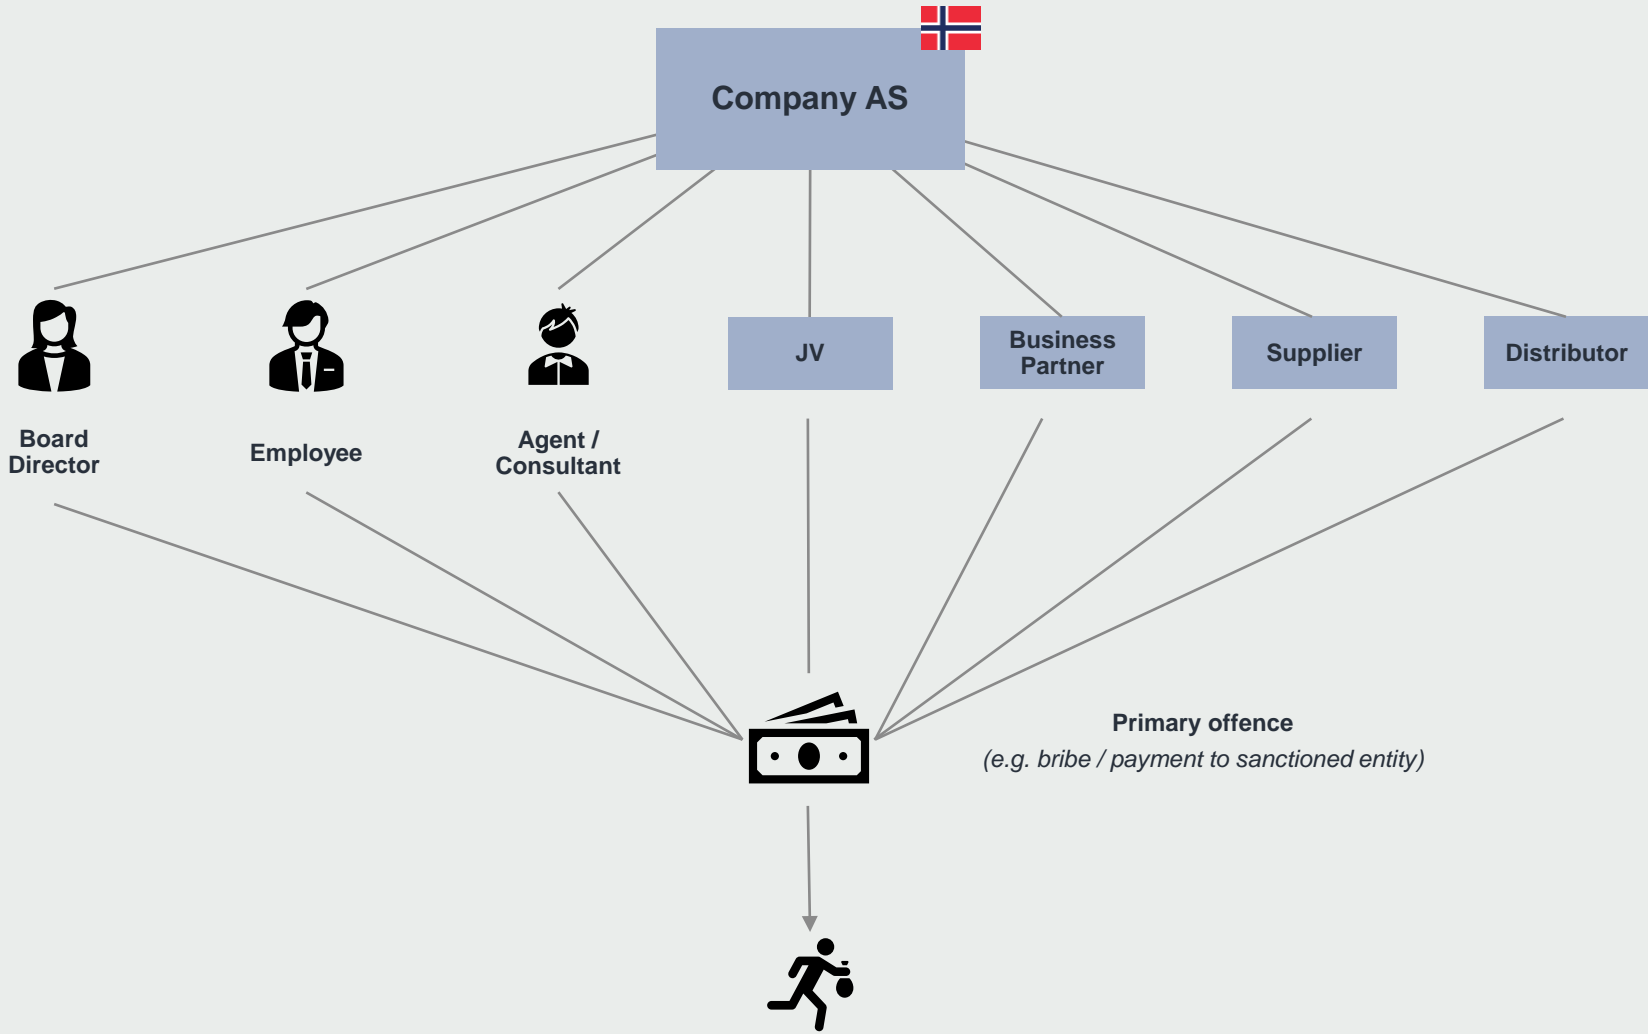 Company AS
JV
Business
Partner
Supplier
Distributor
Board
Director
Employee
Agent /
Consultant
Primary offence
(e.g. bribe / payment to sanctioned entity)